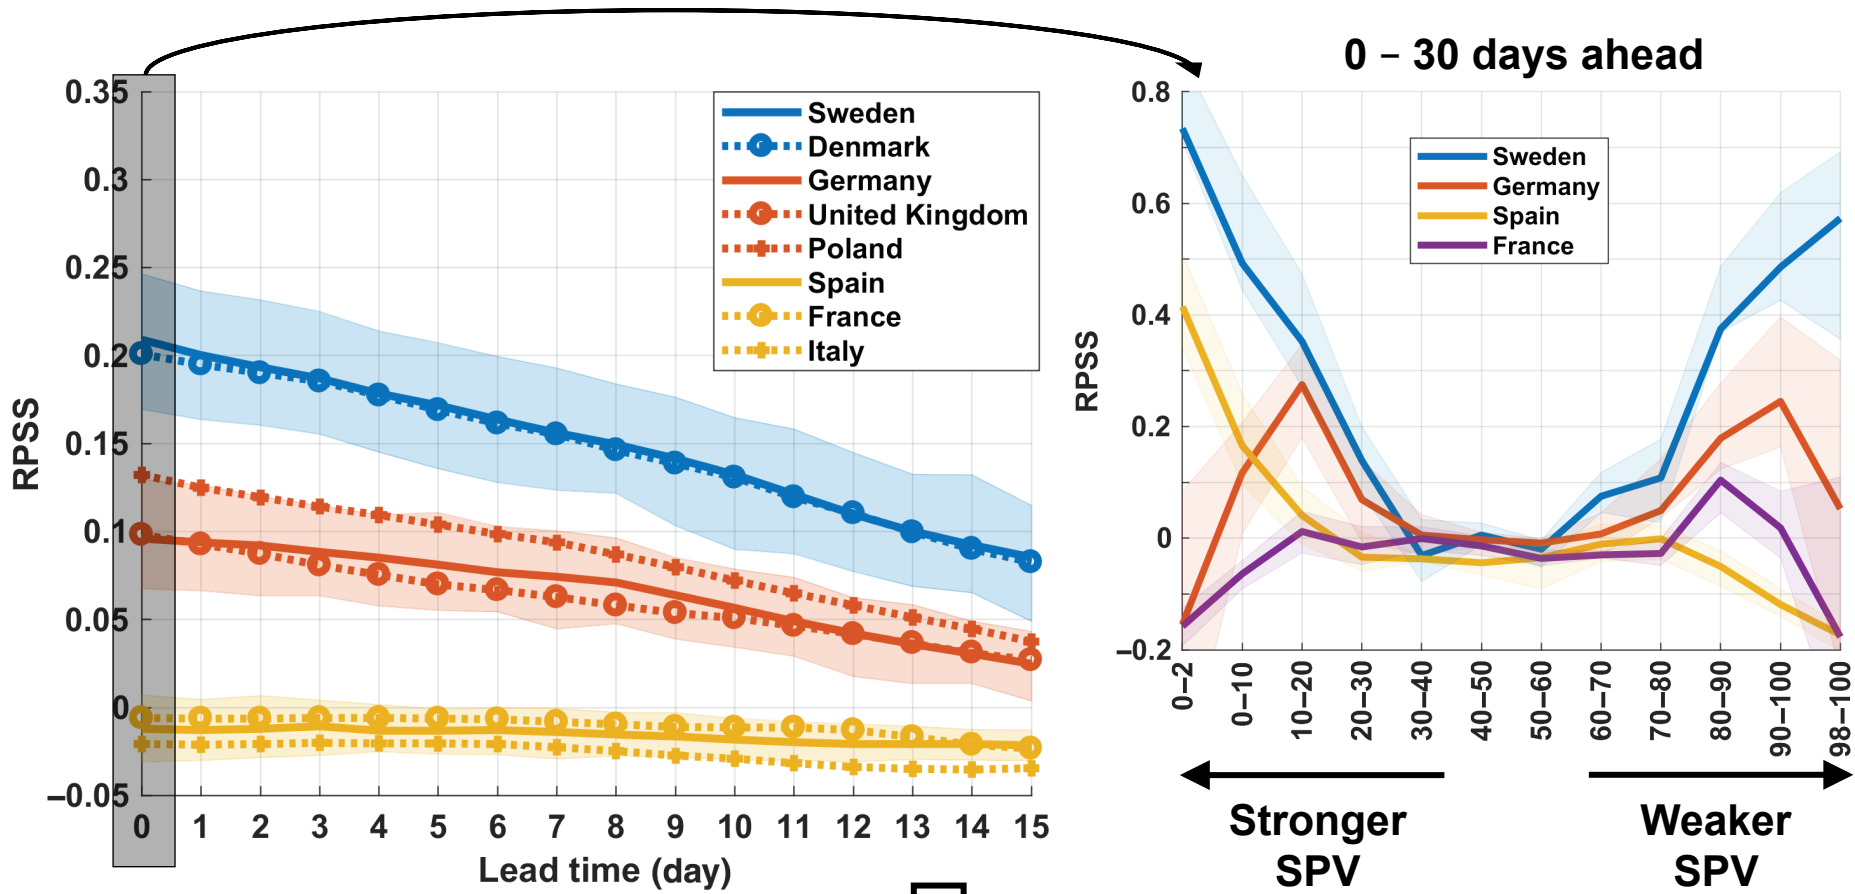 0 – 30 days ahead
0.35
0.3
0.25
0.2
0.15
0.1
0.05
0
−0.05
RPSS
Sweden
Denmark
Germany
United Kingdom
Poland
Spain
France
Italy
0 1 2 3 4 5 6 7 8 9 10 11 12 13 14 15
Lead time (day)
0.8
0.6
0.4
0.2
0
−0.2
RPSS
Sweden
Germany
Spain
France
0–2 0–10 10–20 20–30 30–40 40–50 50–60 60–70 70–80 80–90 90–100 98–100
Stronger
SPV
Weaker
SPV